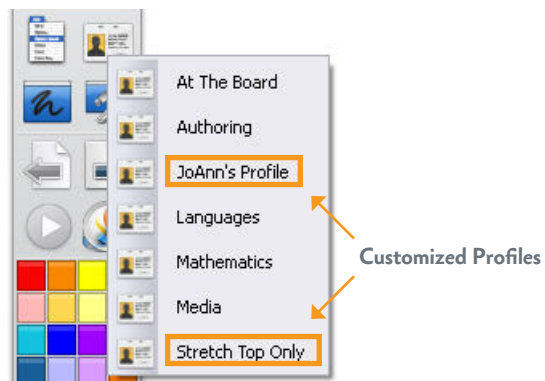 At The Board
Authoring
JoAnn's Profile
Languages
Customized Profiles
Mathematics
Media
Stretch Top Only